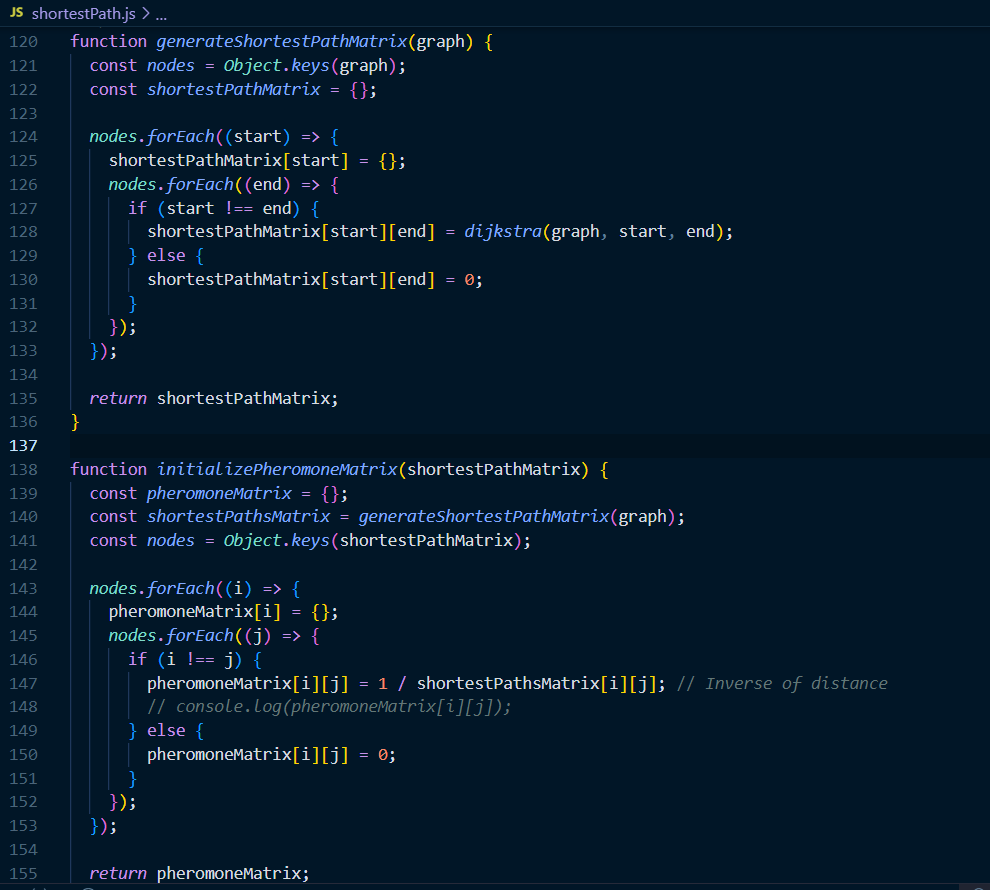 JS shortestPath.js > ...
120 function generateShortestPathMatrix(graph) {
121   const nodes = Object.keys(graph);
122   const shortestPathMatrix = {};
123
124   nodes.forEach((start) => {
125     shortestPathMatrix[start] = {};
126     nodes.forEach((end) => {
127       if (start !== end) {
128         shortestPathMatrix[start][end] = dijkstra(graph, start, end);
129       } else {
130         shortestPathMatrix[start][end] = 0;
131       }
132     });
133   });
134
135   return shortestPathMatrix;
136 }
137
138 function initializePheromoneMatrix(shortestPathMatrix) {
139   const pheromoneMatrix = {};
140   const shortestPathsMatrix = generateShortestPathMatrix(graph);
141   const nodes = Object.keys(shortestPathMatrix);
142
143   nodes.forEach((i) => {
144     pheromoneMatrix[i] = {};
145     nodes.forEach((j) => {
146       if (i !== j) {
147         pheromoneMatrix[i][j] = 1 / shortestPathsMatrix[i][j]; // Inverse of distance
148         // console.log(pheromoneMatrix[i][j]);
149       } else {
150         pheromoneMatrix[i][j] = 0;
151       }
152     });
153   });
154
155   return pheromoneMatrix;